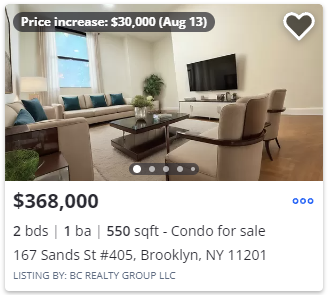 Price increase: $30,000 (Aug 13)
$368,000
2 bds | 1 ba | 550 sqft - Condo for sale
167 Sands St #405, Brooklyn, NY 11201
LISTING BY: BC REALTY GROUP LLC